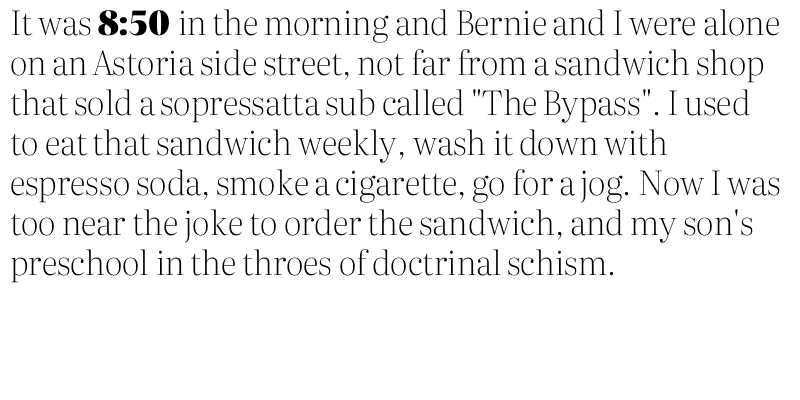 It was 8:50 in the morning and Bernie and I were alone
on an Astoria side street, not far from a sandwich shop
that sold a sopressatta sub called "The Bypass". I used
to eat that sandwich weekly, wash it down with
espresso soda, smoke a cigarette, go for a jog. Now I was
too near the joke to order the sandwich, and my son's
preschool in the throes of doctrinal schism.